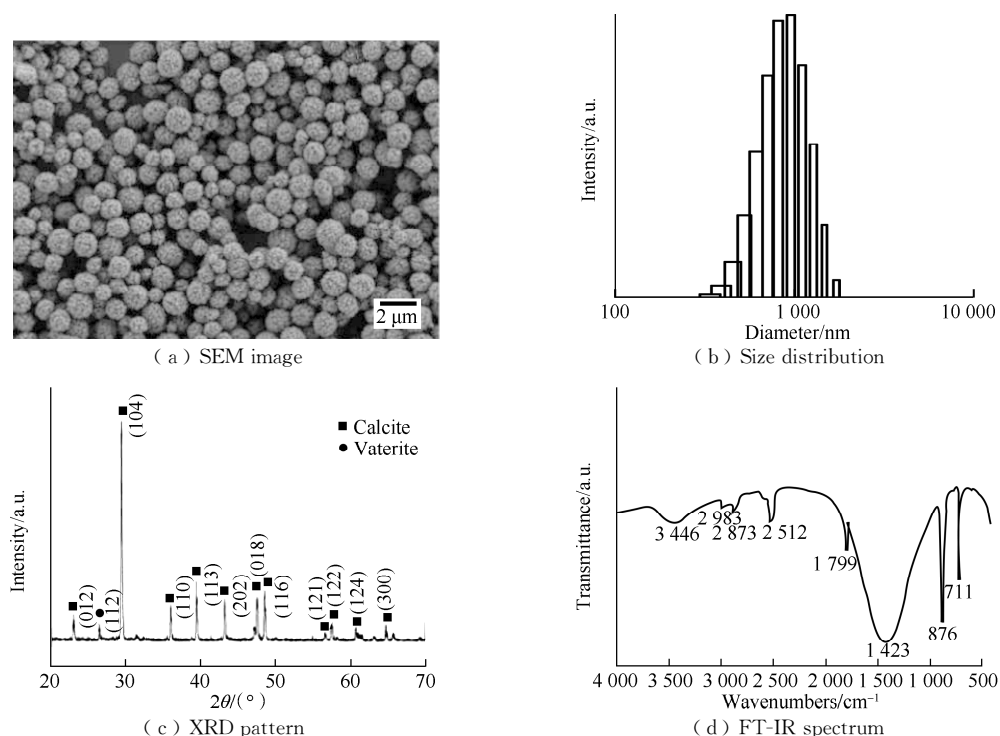 2 μm
(a) SEM image
Intensity/a.u.
100
1 000
10 000
Diameter/nm
(b) Size distribution
Intensity/a.u.
■ Calcite
● Vaterite
(012)
(112)
(104)
(110)
(113)
(202)
(018)
(116)
(121)
(122)
(124)
(300)
20 30 40 50 60 70
2θ/(°)
(c) XRD pattern
Transmittance/a.u.
3 446
2 983
2 873
2 512
1 799
1 423
876
711
4 000 3 500 3 000 2 500 2 000 1 500 1 000 500
Wavenumbers/cm⁻¹
(d) FT-IR spectrum